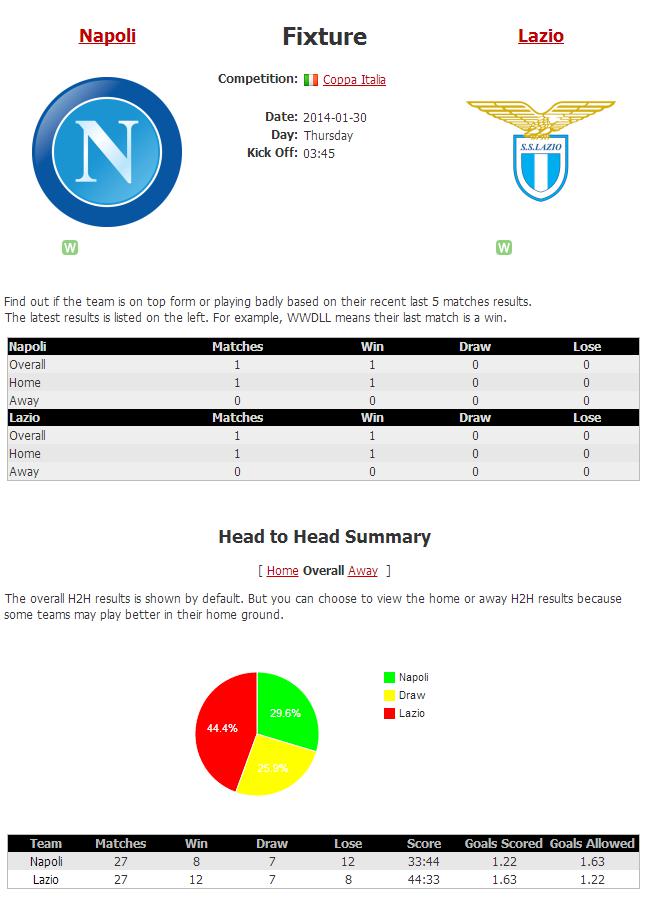 Napoli Fixture Lazio
Competition: Coppa Italia
Date: 2014-01-30
Day: Thursday
Kick Off: 03:45
N
S.S.LAZIO
W W
Find out if the team is on top form or playing badly based on their recent last 5 matches results.
The latest results is listed on the left. For example, WWDLL means their last match is a win.
Napoli Matches Win Draw Lose
Overall 1 1 0 0
Home 1 1 0 0
Away 0 0 0 0
Lazio Matches Win Draw Lose
Overall 1 1 0 0
Home 1 1 0 0
Away 0 0 0 0
Head to Head Summary
[ Home Overall Away ]
The overall H2H results is shown by default. But you can choose to view the home or away H2H results because
some teams may play better in their home ground.
Napoli
Draw
Lazio
29.6%
44.4%
25.9%
Team Matches Win Draw Lose Score Goals Scored Goals Allowed
Napoli 27 8 7 12 33:44 1.22 1.63
Lazio 27 12 7 8 44:33 1.63 1.22